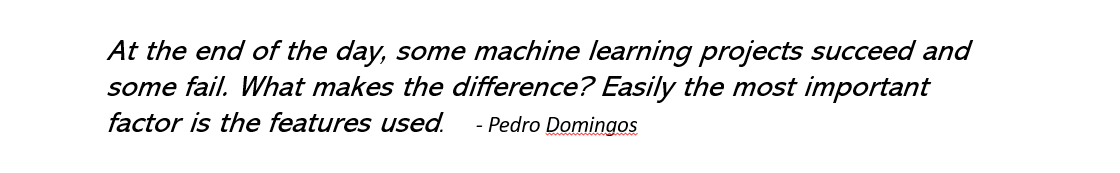 At the end of the day, some machine learning projects succeed and
some fail. What makes the difference? Easily the most important
factor is the features used. - Pedro Domingos